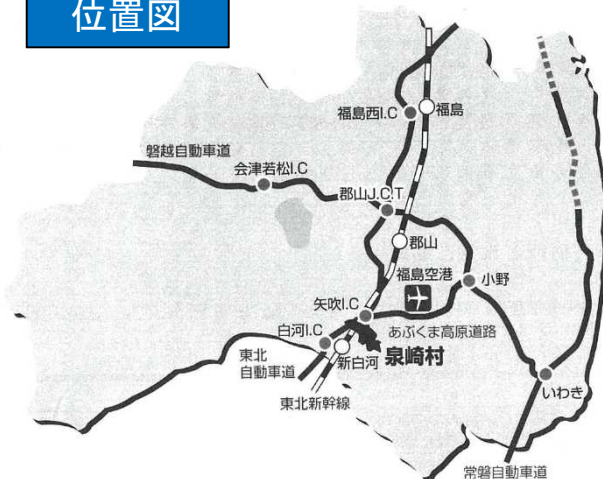 位置図
福島西I.C
福島
磐越自動車道
会津若松I.C
郡山J.C.T
郡山
福島空港
小野
矢吹I.C
あぶくま高原道路
白河I.C
新白河
泉崎村
東北
自動車道
いわき
東北新幹線
常磐自動車道